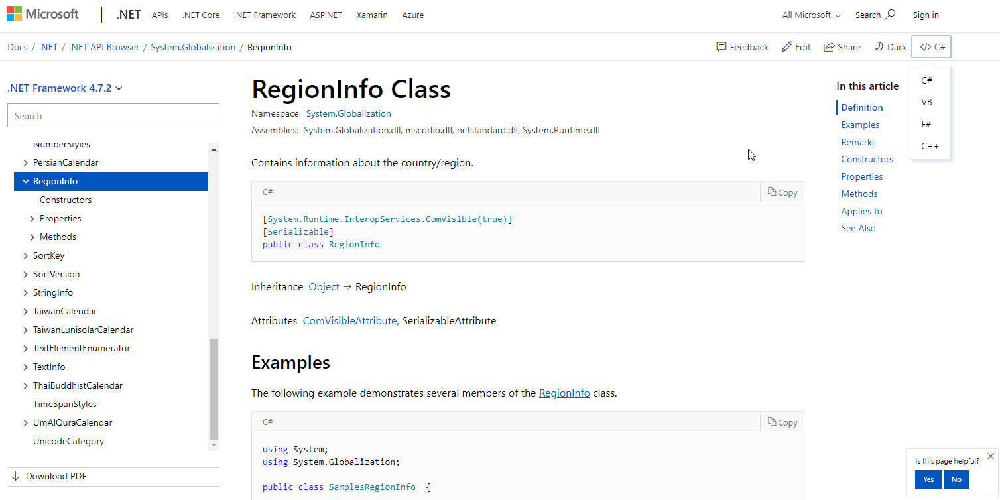 Microsoft .NET APIs .NET Core .NET Framework ASP.NET Xamarin Azure All Microsoft Search Sign in
Docs / .NET / .NET API Browser / System.Globalization / RegionInfo Feedback Edit Share Dark </> C#
C#
VB
F#
C++
.NET Framework 4.7.2
Search
NumberStyles
PersianCalendar
RegionInfo
Constructors
Properties
Methods
SortKey
SortVersion
StringInfo
TaiwanCalendar
TaiwanLunisolarCalendar
TextElementEnumerator
TextInfo
ThaiBuddhistCalendar
TimeSpanStyles
UmAlQuraCalendar
UnicodeCategory
Download PDF
RegionInfo Class
Namespace: System.Globalization
Assemblies: System.Globalization.dll, mscorlib.dll, netstandard.dll, System.Runtime.dll
Contains information about the country/region.
C# Copy
[System.Runtime.InteropServices.ComVisible(true)]
[Serializable]
public class RegionInfo
Inheritance Object → RegionInfo
Attributes ComVisibleAttribute, SerializableAttribute
Examples
The following example demonstrates several members of the RegionInfo class.
C# Copy
using System;
using System.Globalization;
public class SamplesRegionInfo {
In this article
Definition
Examples
Remarks
Constructors
Properties
Methods
Applies to
See Also
Is this page helpful?
Yes No